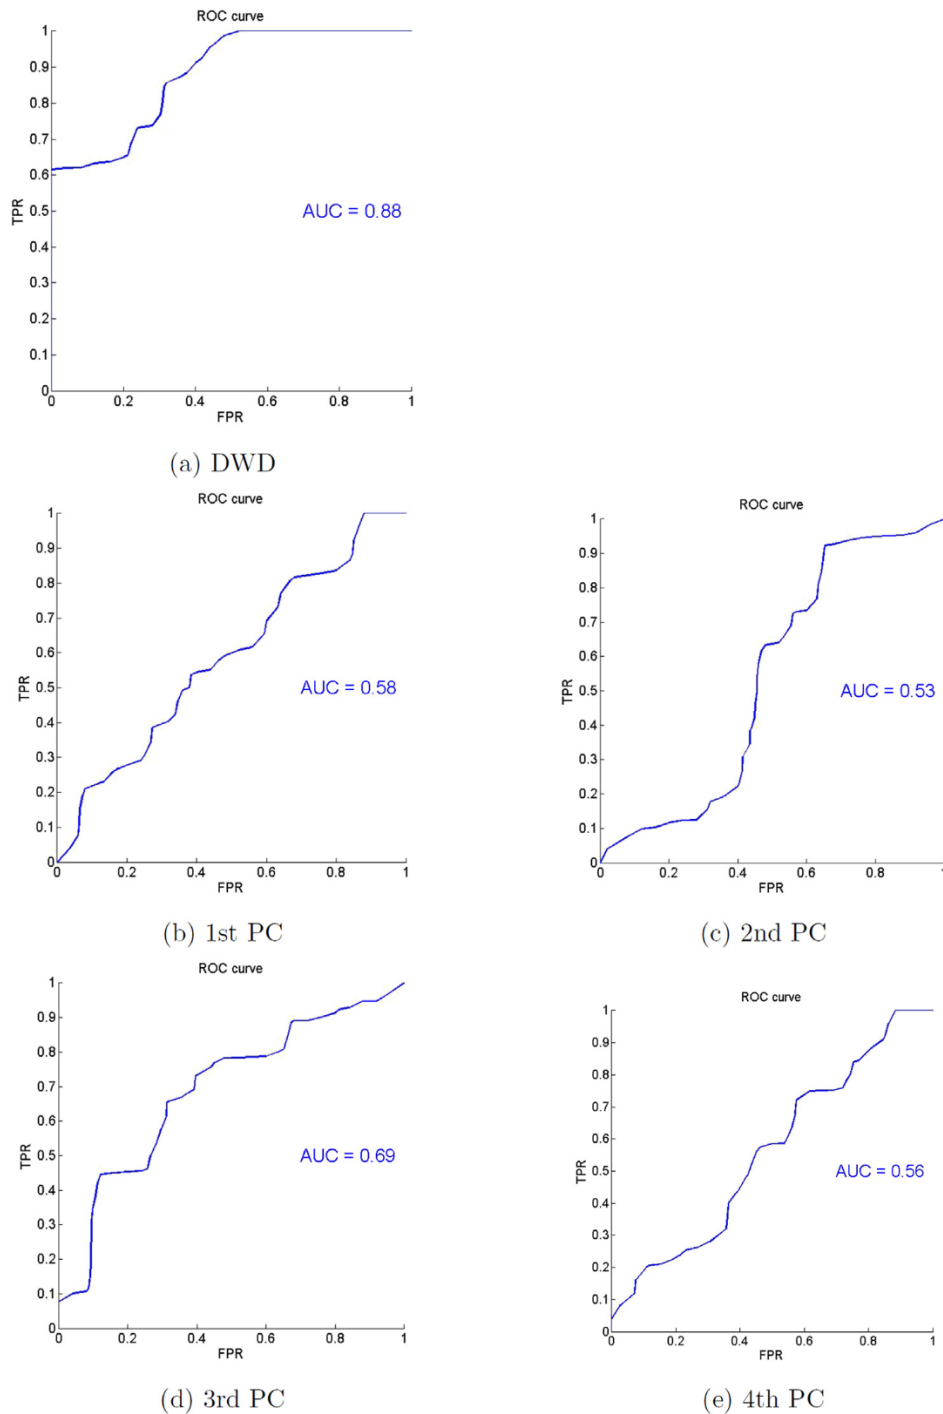 ROC curve
1
0.9
0.8
0.7
0.6
0.5
0.4
0.3
0.2
0.1
0
TPR
AUC = 0.88
0.2 0.4 0.6 0.8 1
FPR
(a) DWD
ROC curve
1
0.9
0.8
0.7
0.6
0.5
0.4
0.3
0.2
0.1
0
TPR
AUC = 0.58
0 0.2 0.4 0.6 0.8 1
FPR
(b) 1st PC
ROC curve
1
0.9
0.8
0.7
0.6
0.5
0.4
0.3
0.2
0.1
0
TPR
AUC = 0.53
0 0.2 0.4 0.6 0.8 1
FPR
(c) 2nd PC
ROC curve
1
0.9
0.8
0.7
0.6
0.5
0.4
0.3
0.2
0.1
0
TPR
AUC = 0.69
0 0.2 0.4 0.6 0.8 1
FPR
(d) 3rd PC
ROC curve
1
0.9
0.8
0.7
0.6
0.5
0.4
0.3
0.2
0.1
0
TPR
AUC = 0.56
0 0.2 0.4 0.6 0.8 1
FPR
(e) 4th PC